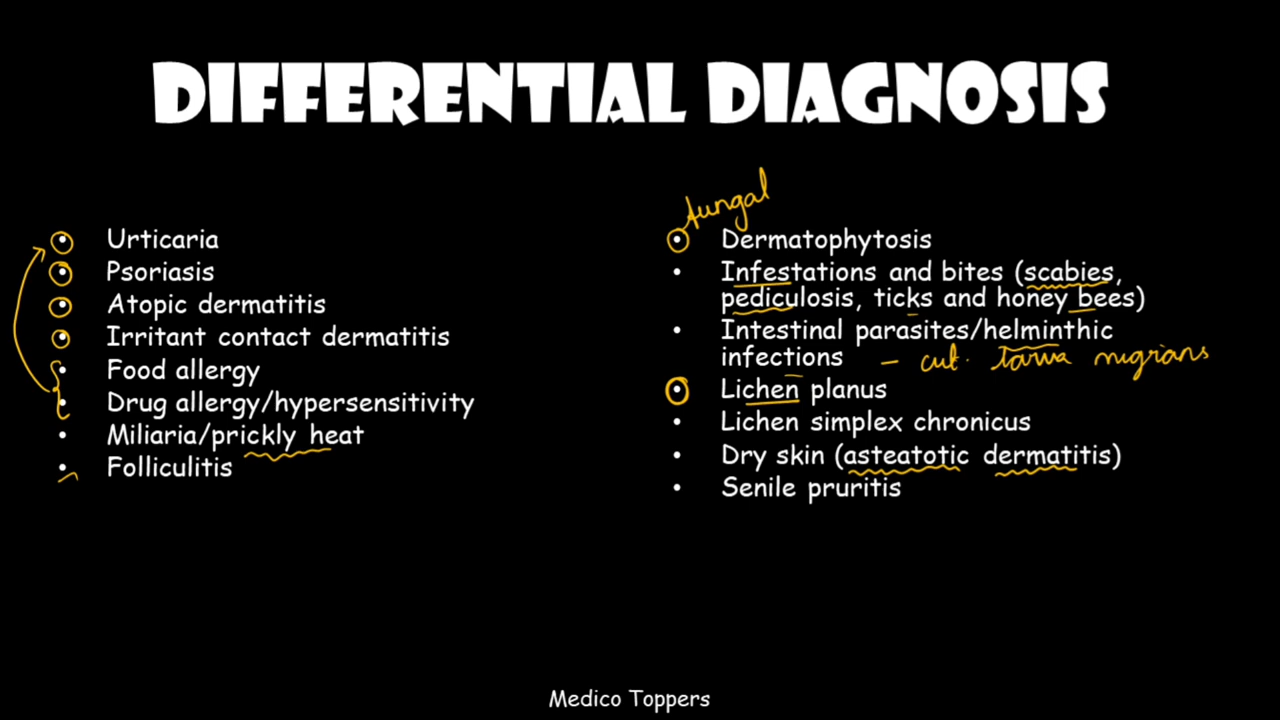 DIFFERENTIAL DIAGNOSIS
• Urticaria
• Psoriasis
• Atopic dermatitis
• Irritant contact dermatitis
• Food allergy
• Drug allergy/hypersensitivity
• Miliaria/prickly heat
• Folliculitis
fungal
• Dermatophytosis
• Infestations and bites (scabies,
pediculosis, ticks and honey bees)
• Intestinal parasites/helminthic
infections – cut. larva migrans
• Lichen planus
• Lichen simplex chronicus
• Dry skin (asteatotic dermatitis)
• Senile pruritis
Medico Toppers